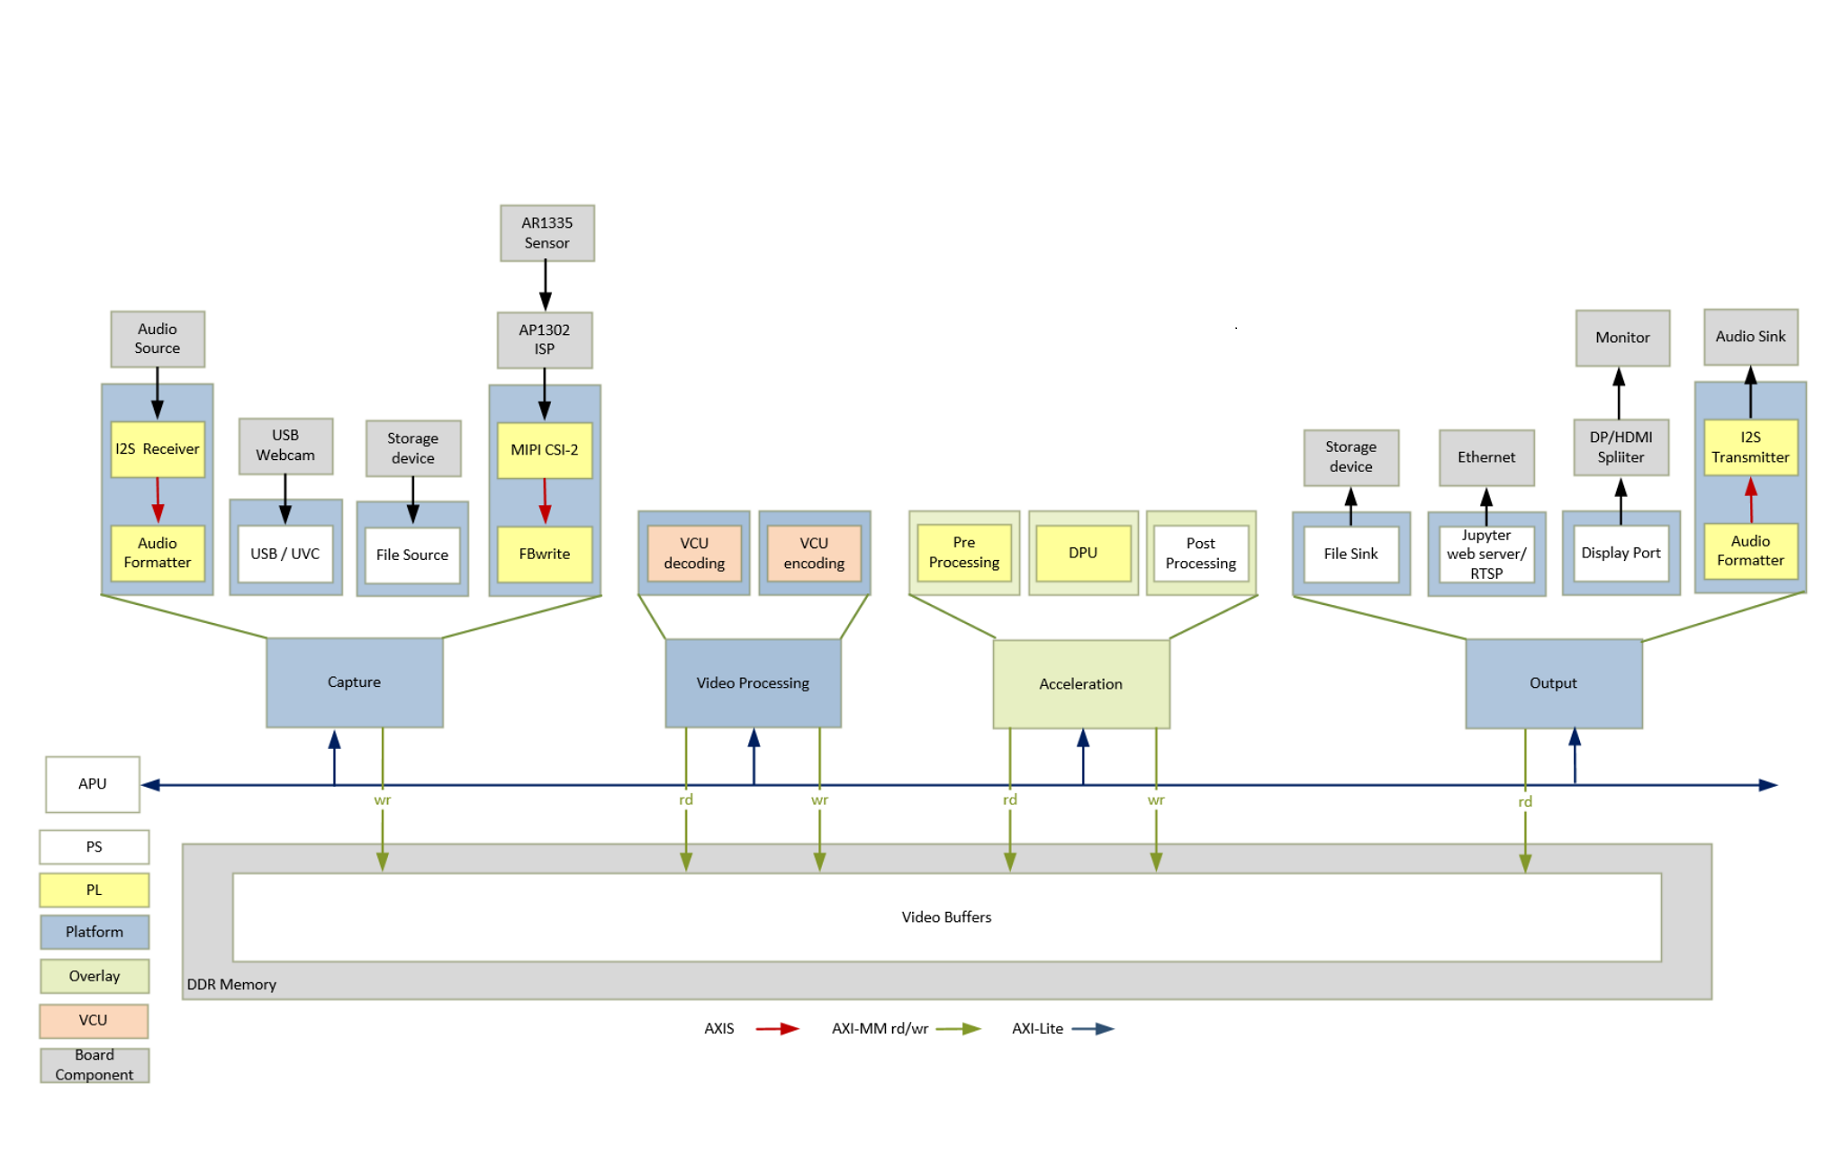 AR1335
Sensor
Audio
Source
AP1302
ISP
Monitor
Audio Sink
I2S  Receiver
USB
Webcam
Storage
device
MIPI CSI-2
Storage
device
Ethernet
DP/HDMI
Spliiter
I2S
Transmitter
Audio
Formatter
USB / UVC
File Source
FBwrite
VCU
decoding
VCU
encoding
Pre
Processing
DPU
Post
Processing
File Sink
Jupyter
web server/
RTSP
Display Port
Audio
Formatter
Capture
Video Processing
Acceleration
Output
APU
wr
rd
wr
rd
wr
rd
PS
PL
Platform
Overlay
VCU
Board
Component
Video Buffers
DDR Memory
AXIS
AXI-MM rd/wr
AXI-Lite